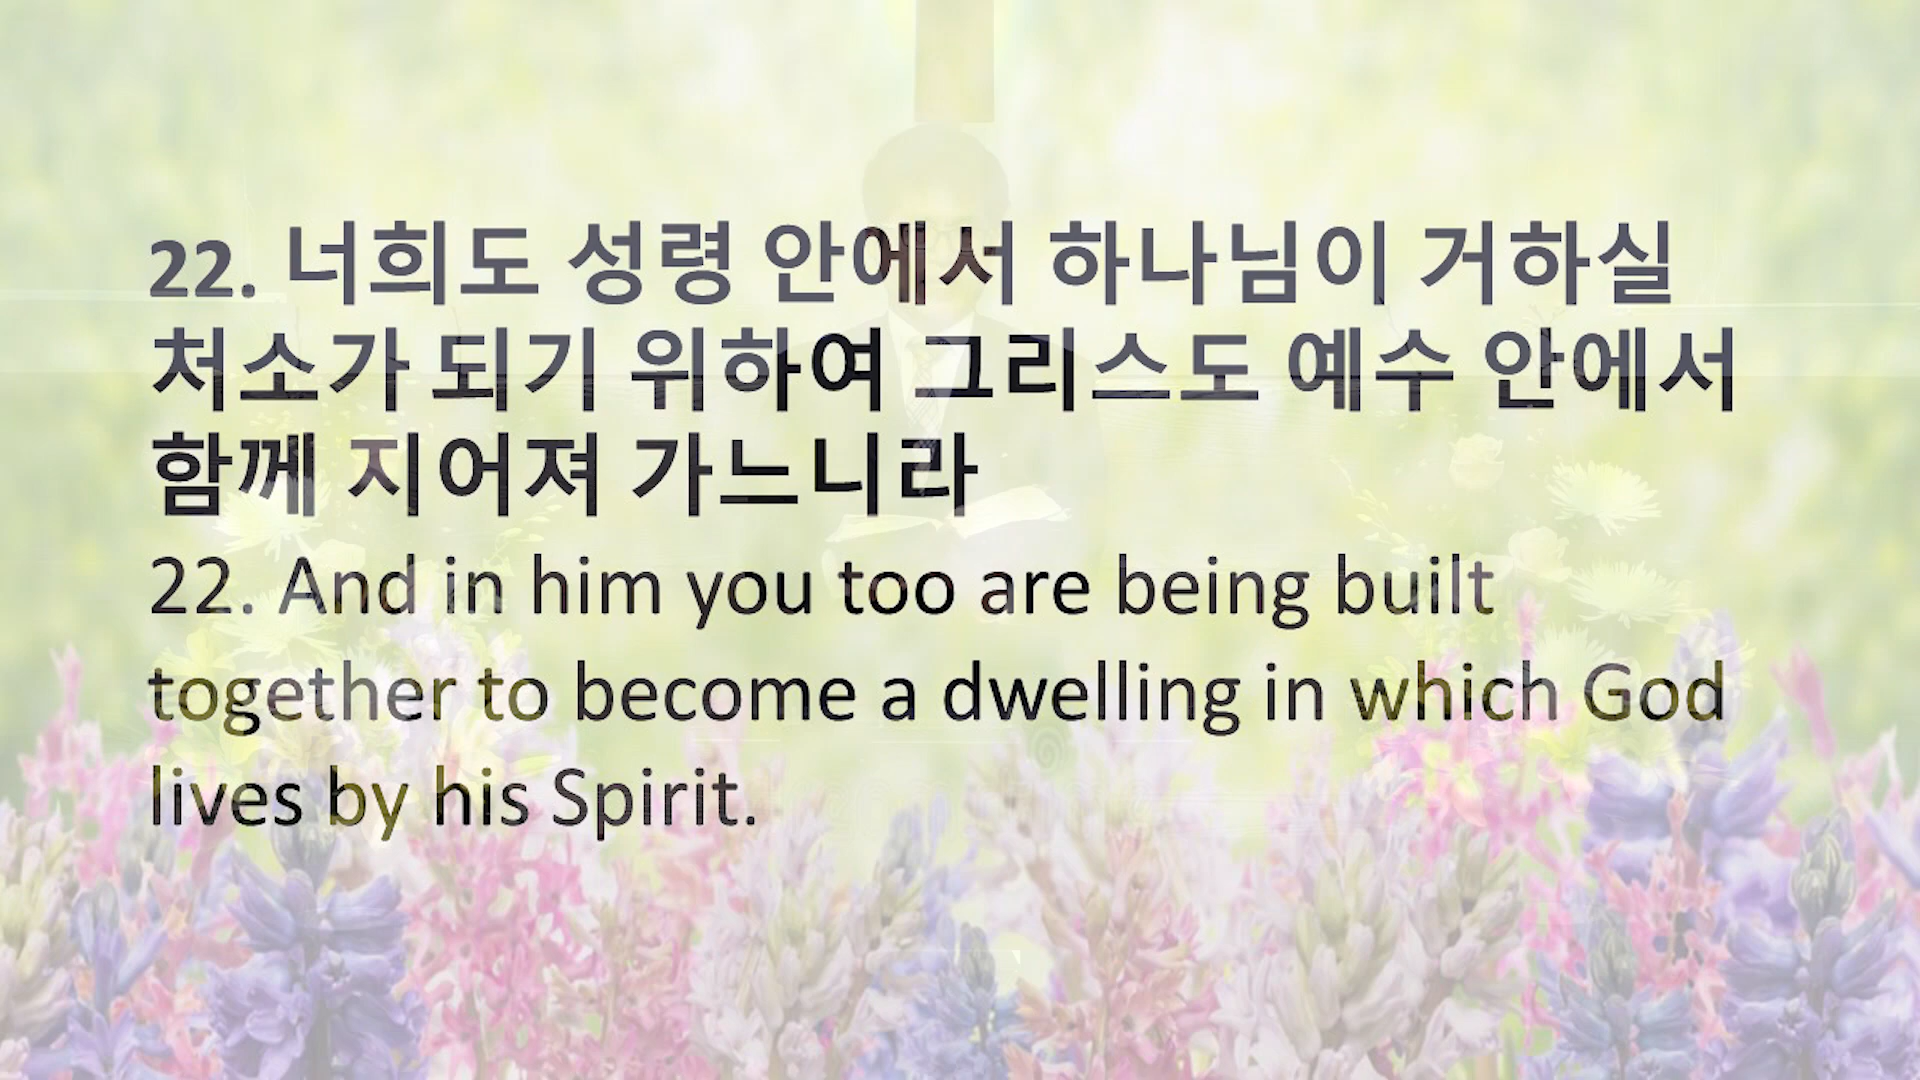 22. 너희도 성령 안에서 하나님이 거하실
처소가 되기 위하여 그리스도 예수 안에서
함께 지어져 가느니라
22. And in him you too are being built
together to become a dwelling in which God
lives by his Spirit.